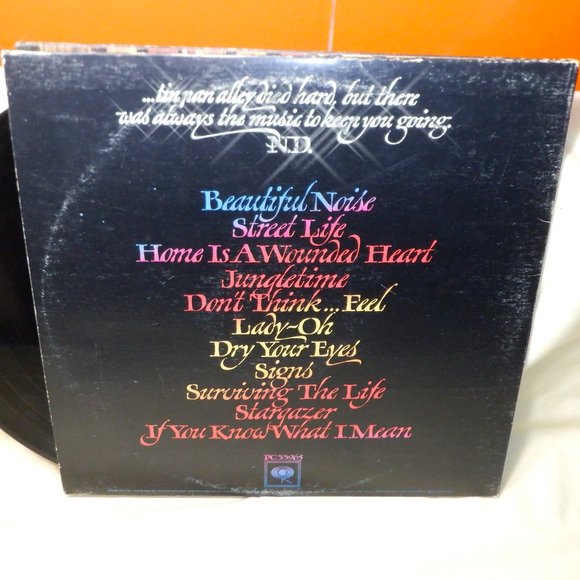 ...tin pan alley died hard, but there
was always the music to keep you going.
N.D.
Beautiful Noise
Street Life
Home Is A Wounded Heart
Jungletime
Don't Think...Feel
Lady-Oh
Dry Your Eyes
Signs
Surviving The Life
Stargazer
If You Know What I Mean
PC 33965